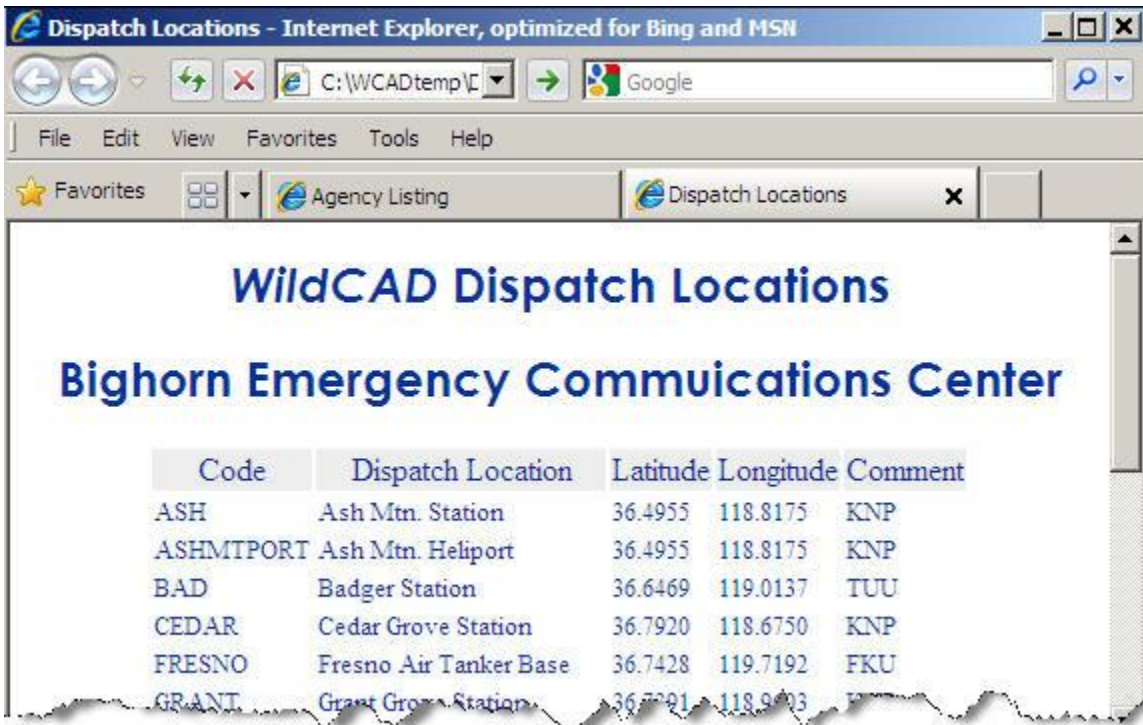 Dispatch Locations - Internet Explorer, optimized for Bing and MSN
C:\WCADtemp\D
Google
File Edit View Favorites Tools Help
Favorites Agency Listing Dispatch Locations
WildCAD Dispatch Locations
Bighorn Emergency Commuications Center
Code Dispatch Location Latitude Longitude Comment
ASH Ash Mtn. Station 36.4955 118.8175 KNP
ASHMTPORT Ash Mtn. Heliport 36.4955 118.8175 KNP
BAD Badger Station 36.6469 119.0137 TUU
CEDAR Cedar Grove Station 36.7920 118.6750 KNP
FRESNO Fresno Air Tanker Base 36.7428 119.7192 FKU
GRANT Grant Grove Station